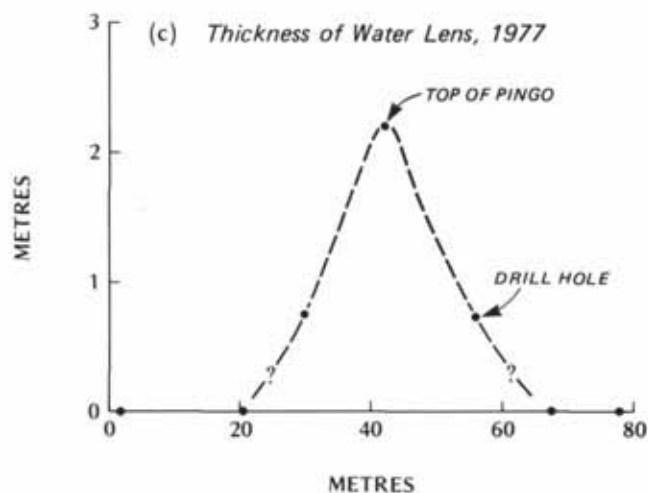 (c) Thickness of Water Lens, 1977
3
TOP OF PINGO
2
METRES
1
DRILL HOLE
? ?
0
0 20 40 60 80
METRES